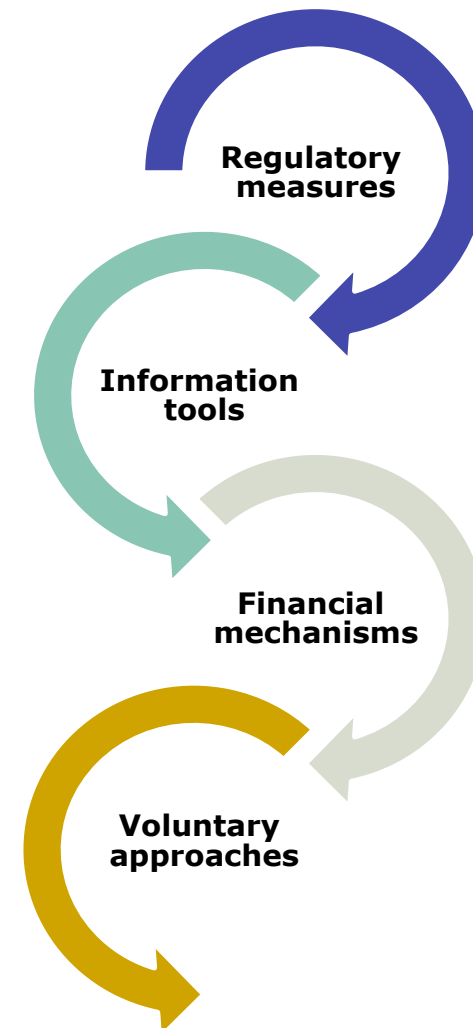 Regulatory
measures
Information
tools
Financial
mechanisms
Voluntary
approaches